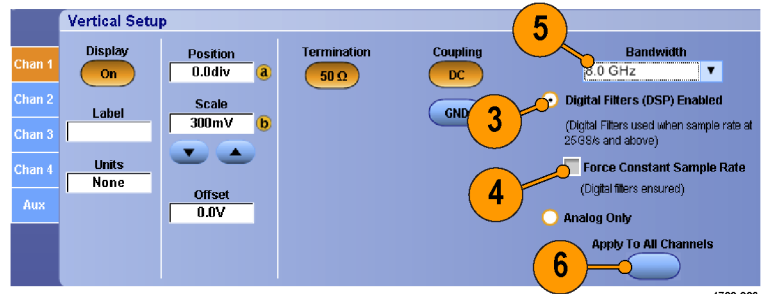 Vertical Setup
Chan 1
Chan 2
Chan 3
Chan 4
Aux
Display
On
Label
Units
None
Position
0.0div
a
Scale
300mV
b
Offset
0.0V
Termination
50 Ω
Coupling
DC
GND
5
Bandwidth
8.0 GHz
3
Digital Filters (DSP) Enabled
(Digital Filters used when sample rate at
25GS/s and above)
4
Force Constant Sample Rate
(Digital filters ensured)
Analog Only
Apply To All Channels
6